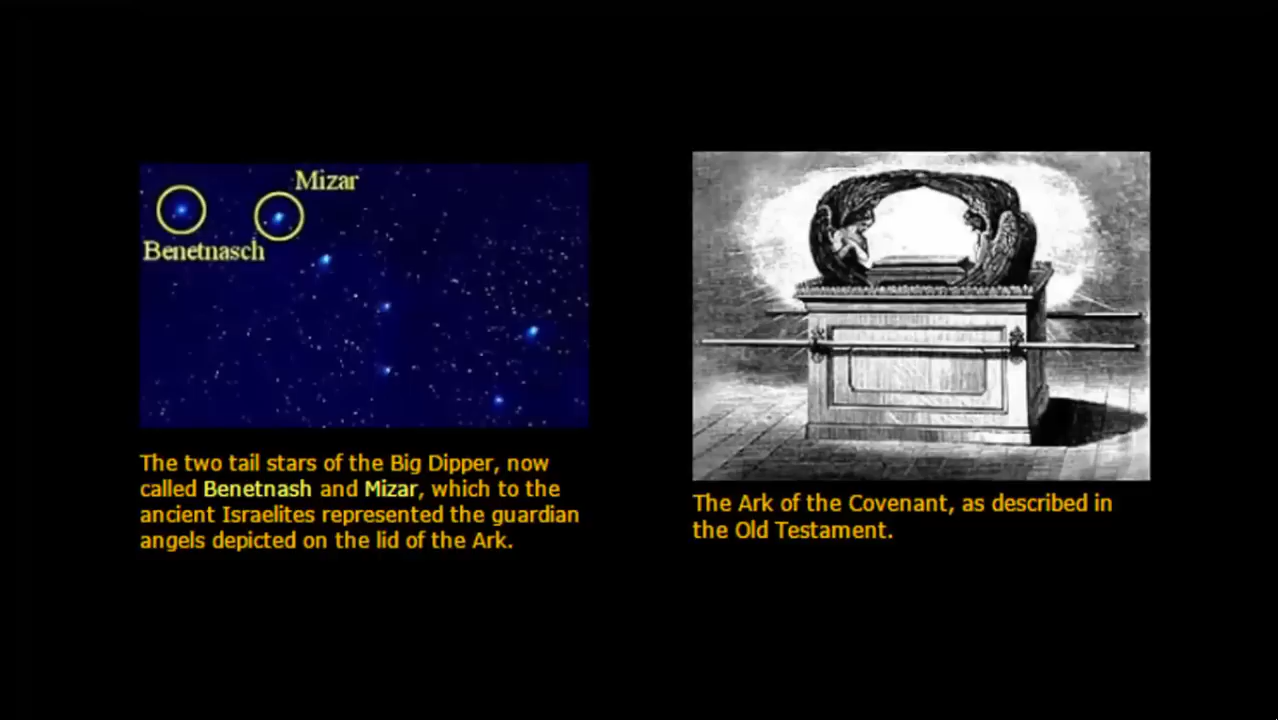 Mizar
Benetnasch
The two tail stars of the Big Dipper, now
called Benetnash and Mizar, which to the
ancient Israelites represented the guardian
angels depicted on the lid of the Ark.
The Ark of the Covenant, as described in
the Old Testament.